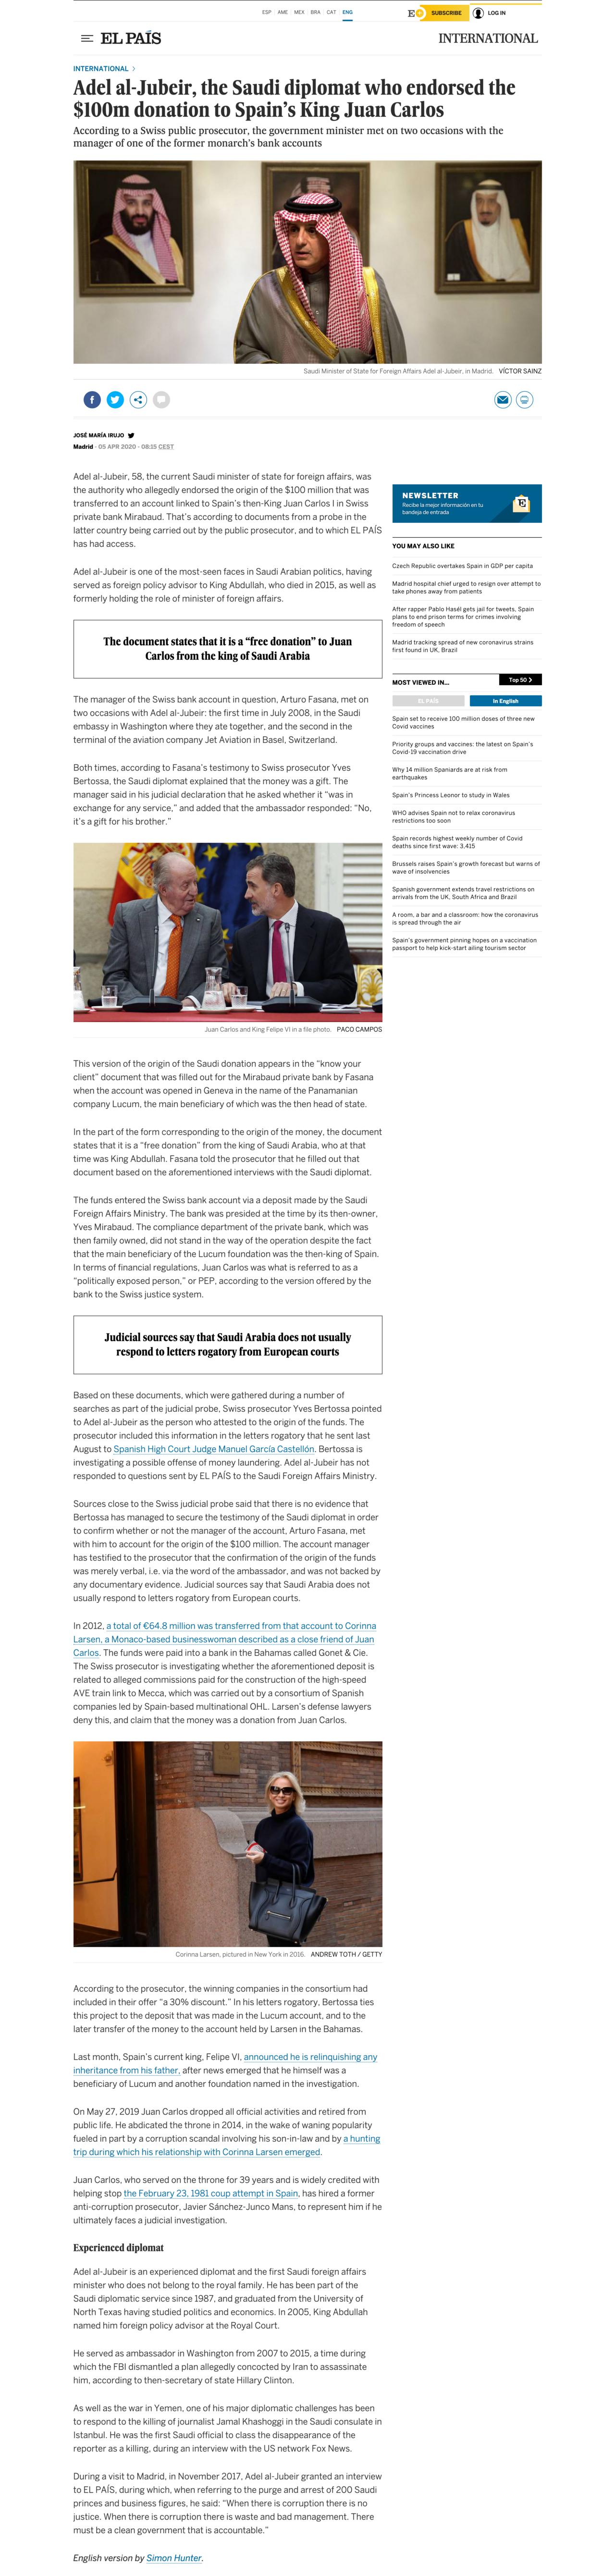 ESP AME MEX BRA CAT ENG
SUBSCRIBE
LOG IN
EL PAÍS
INTERNATIONAL
INTERNATIONAL >
Adel al-Jubeir, the Saudi diplomat who endorsed the
$100m donation to Spain's King Juan Carlos
According to a Swiss public prosecutor, the government minister met on two occasions with the
manager of one of the former monarch's bank accounts
Saudi Minister of State for Foreign Affairs Adel al-Jubeir, in Madrid. VÍCTOR SAINZ
JOSÉ MARÍA IRUJO
Madrid - 05 APR 2020 - 08:15 CEST
Adel al-Jubeir, 58, the current Saudi minister of state for foreign affairs, was
the authority who allegedly endorsed the origin of the $100 million that was
transferred to an account linked to Spain's then-King Juan Carlos I in Swiss
private bank Mirabaud. That's according to documents from a probe in the
latter country being carried out by the public prosecutor, and to which EL PAÍS
has had access.
Adel al-Jubeir is one of the most-seen faces in Saudi Arabian politics, having
served as foreign policy advisor to King Abdullah, who died in 2015, as well as
formerly holding the role of minister of foreign affairs.
The document states that it is a "free donation" to Juan
Carlos from the king of Saudi Arabia
The manager of the Swiss bank account in question, Arturo Fasana, met on
two occasions with Adel al-Jubeir: the first time in July 2008, in the Saudi
embassy in Washington where they ate together, and the second in the
terminal of the aviation company Jet Aviation in Basel, Switzerland.
Both times, according to Fasana's testimony to Swiss prosecutor Yves
Bertossa, the Saudi diplomat explained that the money was a gift. The
manager said in his judicial declaration that he asked whether it "was in
exchange for any service," and added that the ambassador responded: "No,
it's a gift for his brother."
Juan Carlos and King Felipe VI in a file photo. PACO CAMPOS
This version of the origin of the Saudi donation appears in the "know your
client" document that was filled out for the Mirabaud private bank by Fasana
when the account was opened in Geneva in the name of the Panamanian
company Lucum, the main beneficiary of which was the then head of state.
In the part of the form corresponding to the origin of the money, the document
states that it is a "free donation" from the king of Saudi Arabia, who at that
time was King Abdullah. Fasana told the prosecutor that he filled out that
document based on the aforementioned interviews with the Saudi diplomat.
The funds entered the Swiss bank account via a deposit made by the Saudi
Foreign Affairs Ministry. The bank was presided at the time by its then-owner,
Yves Mirabaud. The compliance department of the private bank, which was
then family owned, did not stand in the way of the operation despite the fact
that the main beneficiary of the Lucum foundation was the then-king of Spain.
In terms of financial regulations, Juan Carlos was what is referred to as a
"politically exposed person," or PEP, according to the version offered by the
bank to the Swiss justice system.
Judicial sources say that Saudi Arabia does not usually
respond to letters rogatory from European courts
Based on these documents, which were gathered during a number of
searches as part of the judicial probe, Swiss prosecutor Yves Bertossa pointed
to Adel al-Jubeir as the person who attested to the origin of the funds. The
prosecutor included this information in the letters rogatory that he sent last
August to Spanish High Court Judge Manuel García Castellón. Bertossa is
investigating a possible offense of money laundering. Adel al-Jubeir has not
responded to questions sent by EL PAÍS to the Saudi Foreign Affairs Ministry.
Sources close to the Swiss judicial probe said that there is no evidence that
Bertossa has managed to secure the testimony of the Saudi diplomat in order
to confirm whether or not the manager of the account, Arturo Fasana, met
with him to account for the origin of the $100 million. The account manager
has testified to the prosecutor that the confirmation of the origin of the funds
was merely verbal, i.e. via the word of the ambassador, and was not backed by
any documentary evidence. Judicial sources say that Saudi Arabia does not
usually respond to letters rogatory from European courts.
In 2012, a total of €64.8 million was transferred from that account to Corinna
Larsen, a Monaco-based businesswoman described as a close friend of Juan
Carlos. The funds were paid into a bank in the Bahamas called Gonet & Cie.
The Swiss prosecutor is investigating whether the aforementioned deposit is
related to alleged commissions paid for the construction of the high-speed
AVE train link to Mecca, which was carried out by a consortium of Spanish
companies led by Spain-based multinational OHL. Larsen's defense lawyers
deny this, and claim that the money was a donation from Juan Carlos.
Corinna Larsen, pictured in New York in 2016. ANDREW TOTH / GETTY
According to the prosecutor, the winning companies in the consortium had
included in their offer "a 30% discount." In his letters rogatory, Bertossa ties
this project to the deposit that was made in the Lucum account, and to the
later transfer of the money to the account held by Larsen in the Bahamas.
Last month, Spain's current king, Felipe VI, announced he is relinquishing any
inheritance from his father, after news emerged that he himself was a
beneficiary of Lucum and another foundation named in the investigation.
On May 27, 2019 Juan Carlos dropped all official activities and retired from
public life. He abdicated the throne in 2014, in the wake of waning popularity
fueled in part by a corruption scandal involving his son-in-law and by a hunting
trip during which his relationship with Corinna Larsen emerged.
Juan Carlos, who served on the throne for 39 years and is widely credited with
helping stop the February 23, 1981 coup attempt in Spain, has hired a former
anti-corruption prosecutor, Javier Sánchez-Junco Mans, to represent him if he
ultimately faces a judicial investigation.
Experienced diplomat
Adel al-Jubeir is an experienced diplomat and the first Saudi foreign affairs
minister who does not belong to the royal family. He has been part of the
Saudi diplomatic service since 1987, and graduated from the University of
North Texas having studied politics and economics. In 2005, King Abdullah
named him foreign policy advisor at the Royal Court.
He served as ambassador in Washington from 2007 to 2015, a time during
which the FBI dismantled a plan allegedly concocted by Iran to assassinate
him, according to then-secretary of state Hillary Clinton.
As well as the war in Yemen, one of his major diplomatic challenges has been
to respond to the killing of journalist Jamal Khashoggi in the Saudi consulate in
Istanbul. He was the first Saudi official to class the disappearance of the
reporter as a killing, during an interview with the US network Fox News.
During a visit to Madrid, in November 2017, Adel al-Jubeir granted an interview
to EL PAÍS, during which, when referring to the purge and arrest of 200 Saudi
princes and business figures, he said: "When there is corruption there is no
justice. When there is corruption there is waste and bad management. There
must be a clean government that is accountable."
English version by Simon Hunter.
NEWSLETTER
Recibe la mejor información en tu
bandeja de entrada
YOU MAY ALSO LIKE
Czech Republic overtakes Spain in GDP per capita
Madrid hospital chief urged to resign over attempt to
take phones away from patients
After rapper Pablo Hasél gets jail for tweets, Spain
plans to end prison terms for crimes involving
freedom of speech
Madrid tracking spread of new coronavirus strains
first found in UK, Brazil
MOST VIEWED IN...
Top 50 >
EL PAÍS
In English
Spain set to receive 100 million doses of three new
Covid vaccines
Priority groups and vaccines: the latest on Spain's
Covid-19 vaccination drive
Why 14 million Spaniards are at risk from
earthquakes
Spain's Princess Leonor to study in Wales
WHO advises Spain not to relax coronavirus
restrictions too soon
Spain records highest weekly number of Covid
deaths since first wave: 3,415
Brussels raises Spain's growth forecast but warns of
wave of insolvencies
Spanish government extends travel restrictions on
arrivals from the UK, South Africa and Brazil
A room, a bar and a classroom: how the coronavirus
is spread through the air
Spain's government pinning hopes on a vaccination
passport to help kick-start ailing tourism sector